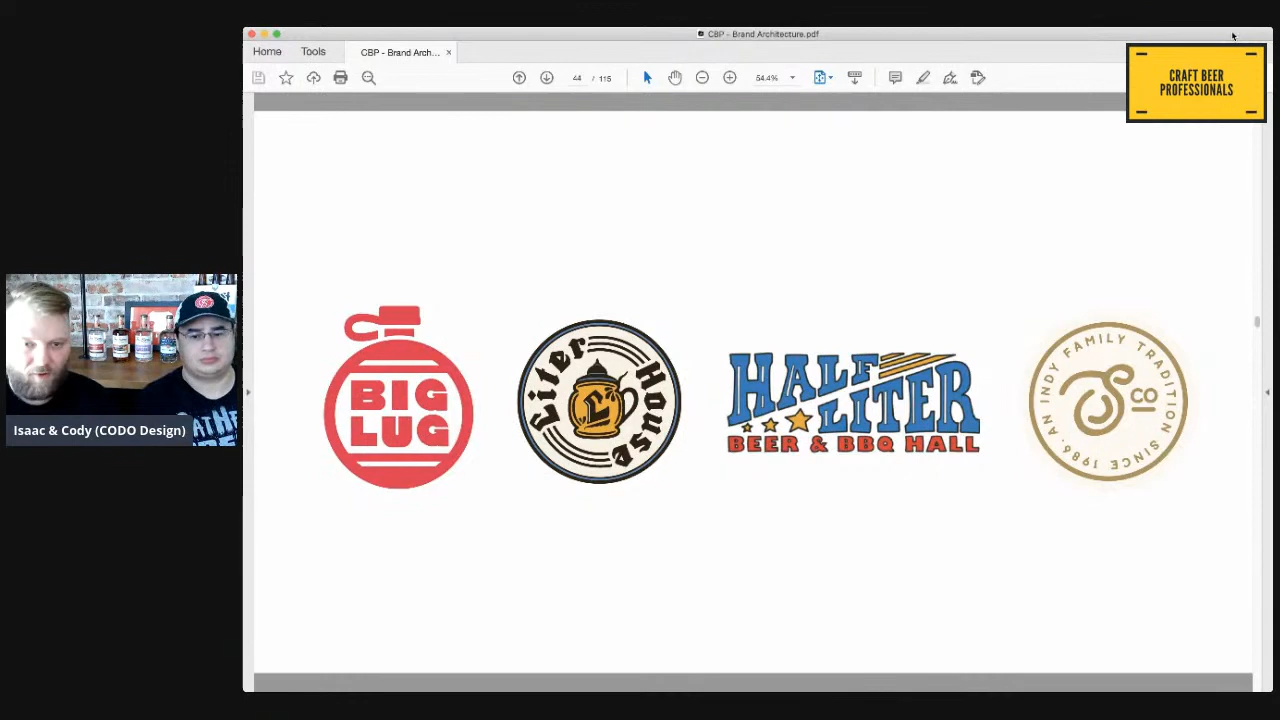 CBP - Brand Architecture.pdf
Home
Tools
CBP - Brand Arch...
×
44 / 115
54.4%
CRAFT BEER
PROFESSIONALS
BIG
LUG
Liter House
L
HALF
LITER
BEER & BBQ HALL
AN INDY FAMILY TRADITION SINCE 1986.
S
CO
Isaac & Cody (CODO Design)